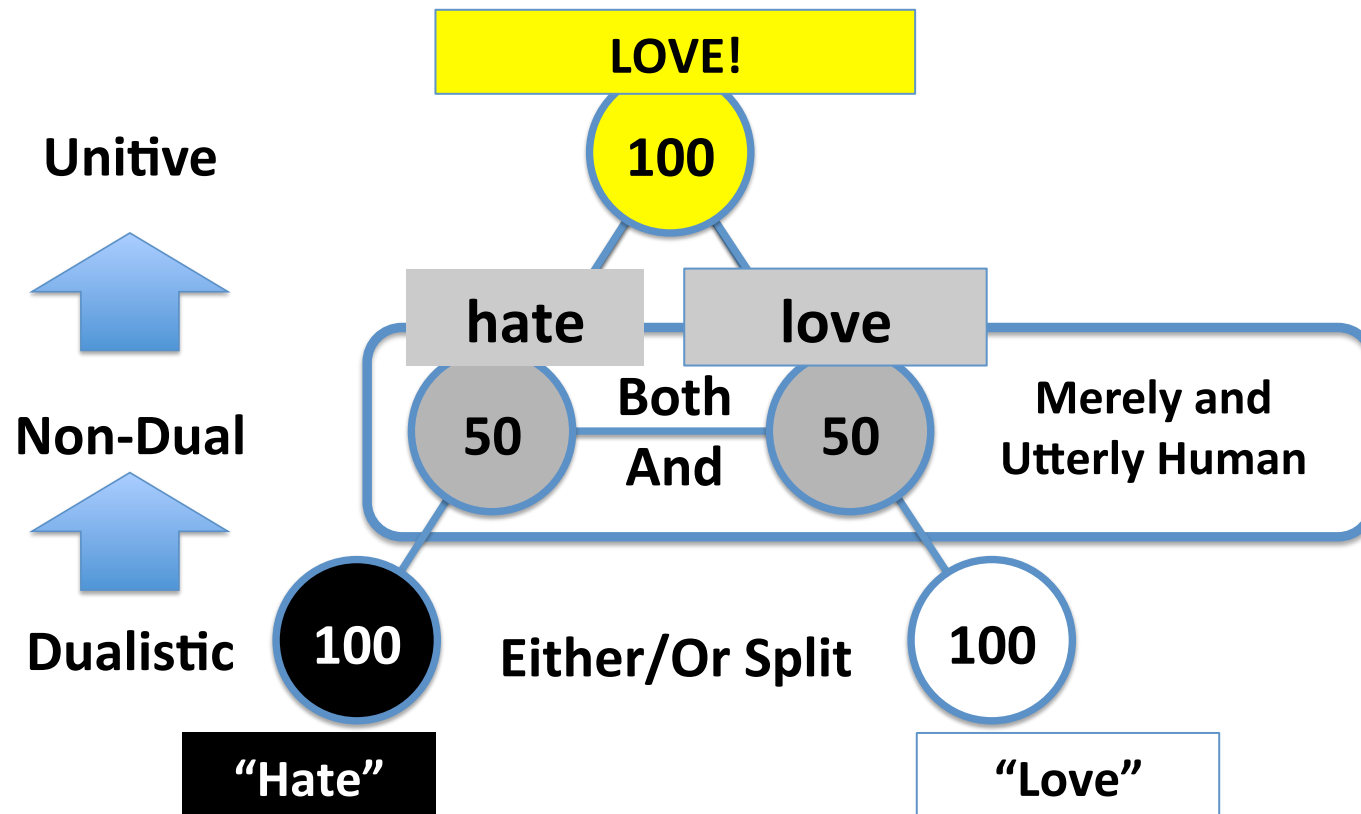 LOVE!
Unitive
100
hate
love
Both
And
Merely and
Utterly Human
Non-Dual
50
50
Dualistic
100
Either/Or Split
100
“Hate”
“Love”